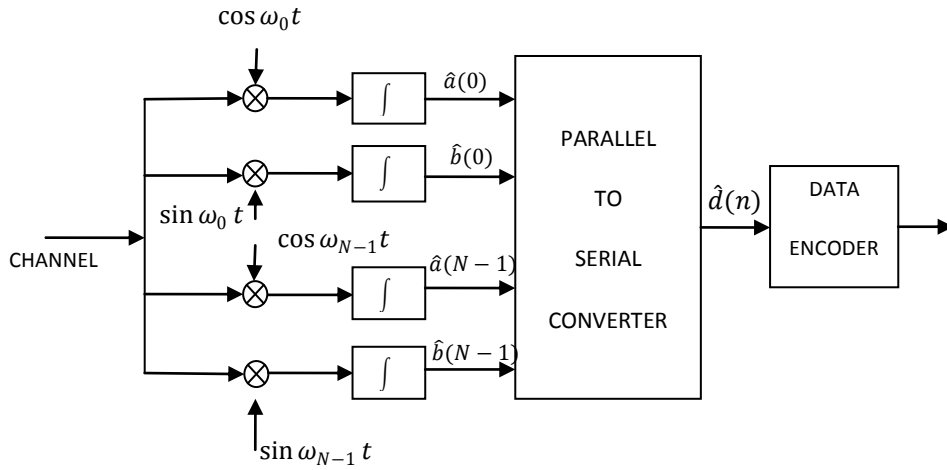 cos ω₀t
∫
â(0)
∫
b̂(0)
sin ω₀ t
cos ω_{N−1}t
CHANNEL
∫
â(N − 1)
∫
b̂(N − 1)
sin ω_{N−1} t
PARALLEL
TO
SERIAL
CONVERTER
d̂(n)
DATA
ENCODER